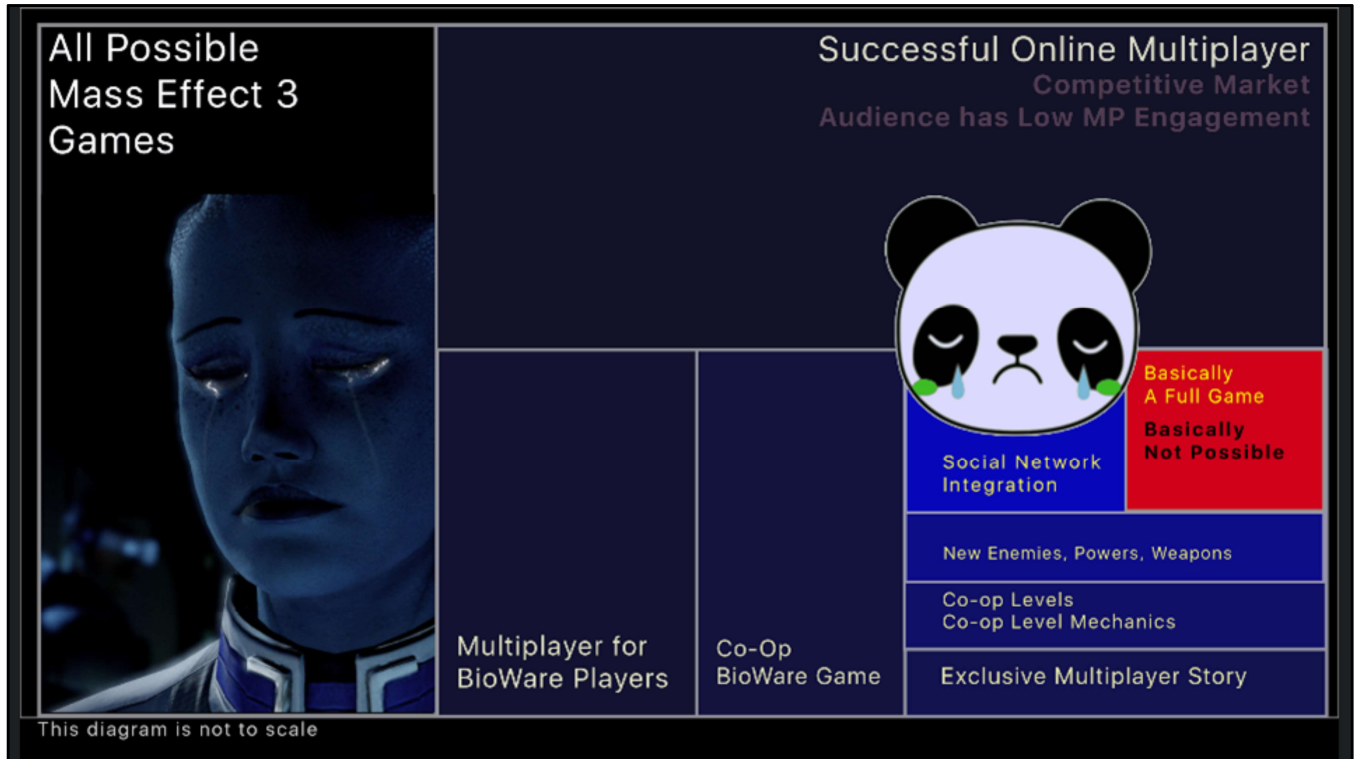 All Possible
Mass Effect 3
Games
Successful Online Multiplayer
Competitive Market
Audience has Low MP Engagement
Basically
A Full Game
Basically
Not Possible
Social Network
Integration
New Enemies, Powers, Weapons
Co-op Levels
Co-op Level Mechanics
Multiplayer for
BioWare Players
Co-Op
BioWare Game
Exclusive Multiplayer Story
This diagram is not to scale